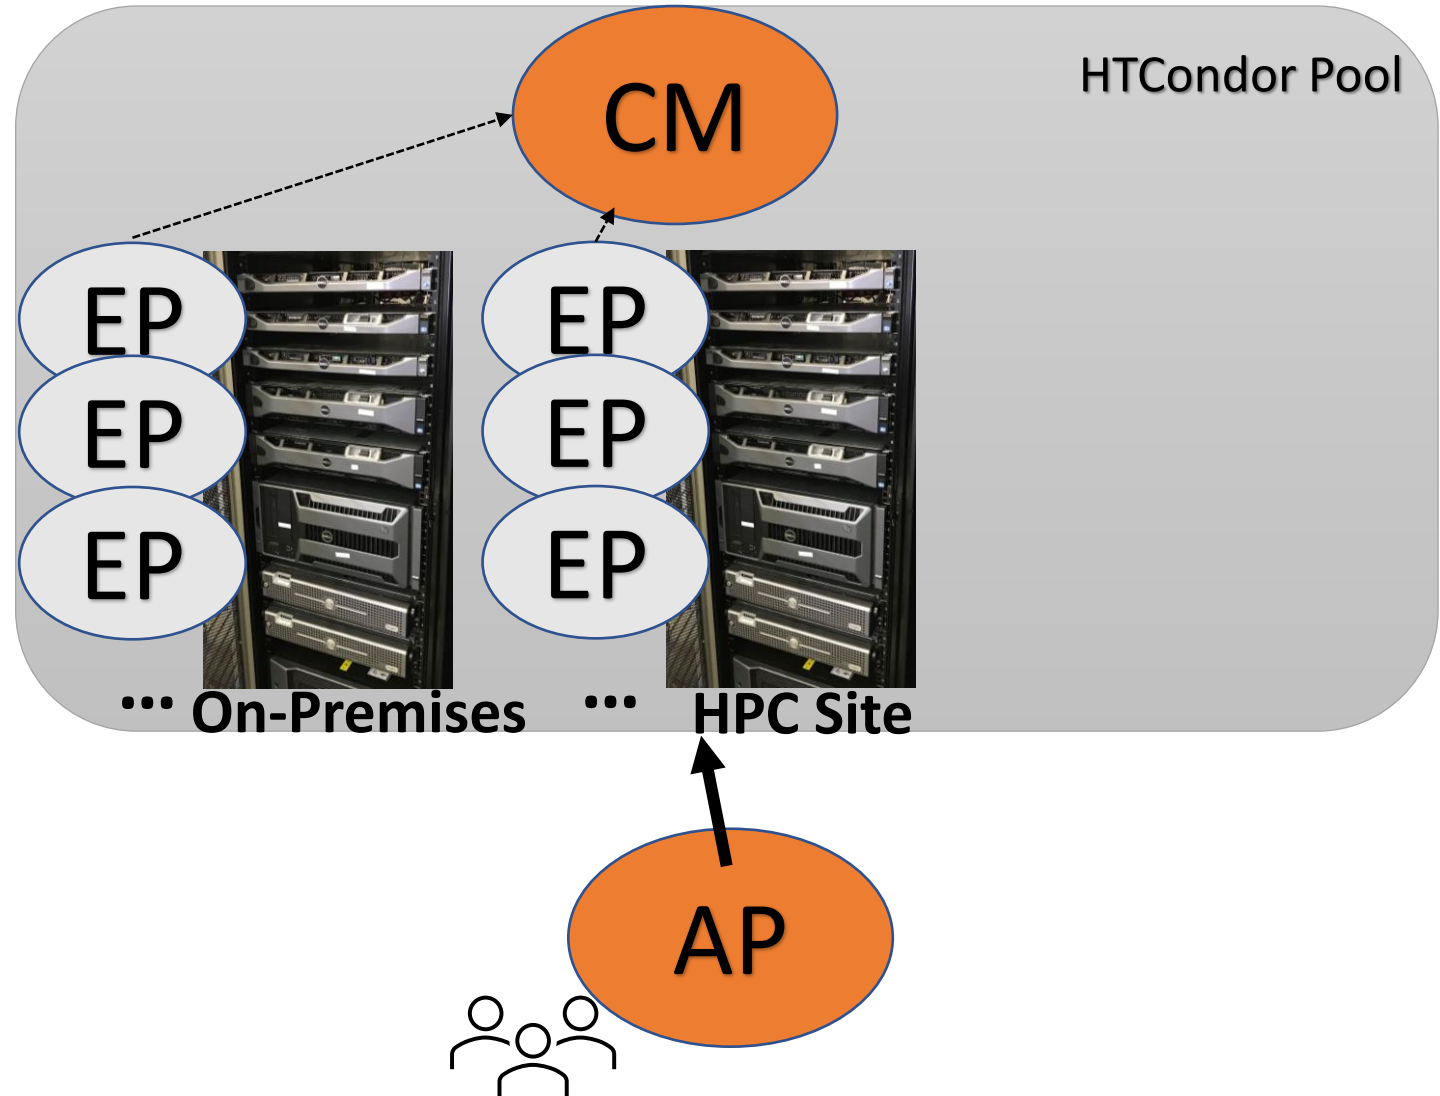 CM
HTCondor Pool
EP
EP
EP
EP
EP
EP
... On-Premises
... HPC Site
AP